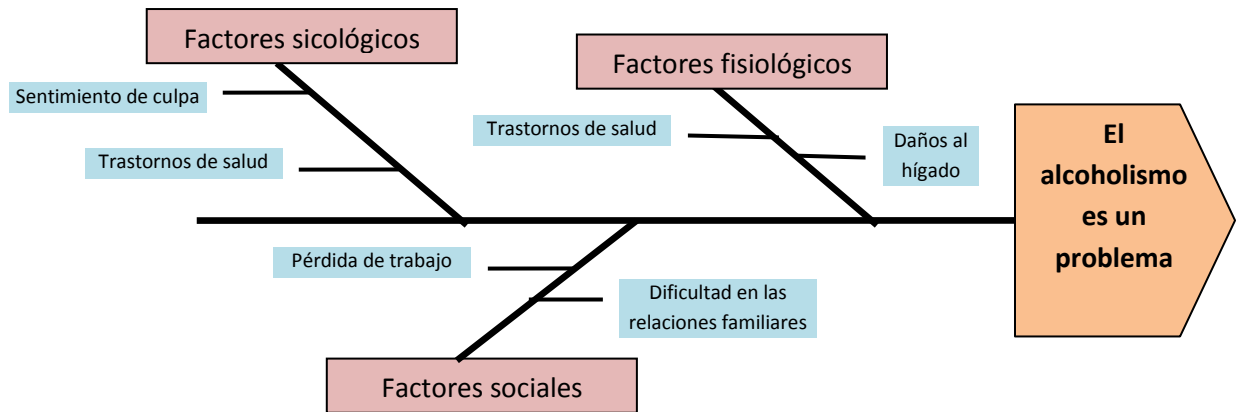 Factores sicológicos
Sentimiento de culpa
Trastornos de salud
Factores fisiológicos
Trastornos de salud
Daños al
hígado
El
alcoholismo
es un
problema
Pérdida de trabajo
Dificultad en las
relaciones familiares
Factores sociales